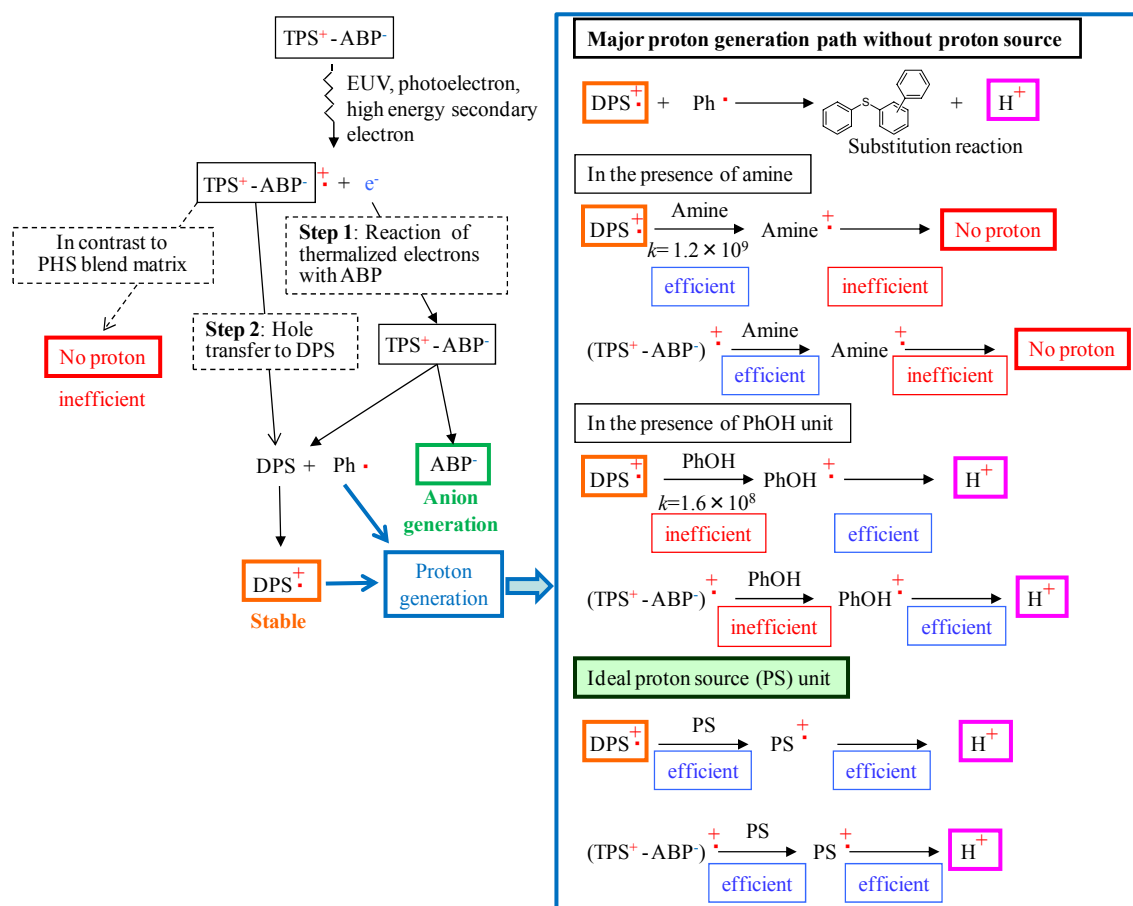 TPS+-ABP-
EUV, photoelectron,
high energy secondary
electron
TPS+-ABP- +• + e-
In contrast to
PHS blend matrix
Step 1: Reaction of
thermalized electrons
with ABP
No proton
inefficient
Step 2: Hole
transfer to DPS
TPS+-ABP-
DPS + Ph •
ABP-
Anion
generation
DPS +•
Stable
Proton
generation
Major proton generation path without proton source
DPS +• + Ph • S + H+
Substitution reaction
In the presence of amine
DPS +• Amine Amine +• No proton
k= 1.2 × 10^9
efficient inefficient
(TPS+-ABP-) +• Amine Amine +• No proton
efficient inefficient
In the presence of PhOH unit
DPS +• PhOH PhOH +• H+
k=1.6 × 10^8
inefficient efficient
(TPS+-ABP-) +• PhOH PhOH +• H+
inefficient efficient
Ideal proton source (PS) unit
DPS +• PS PS +• H+
efficient efficient
(TPS+-ABP-) +• PS PS +• H+
efficient efficient